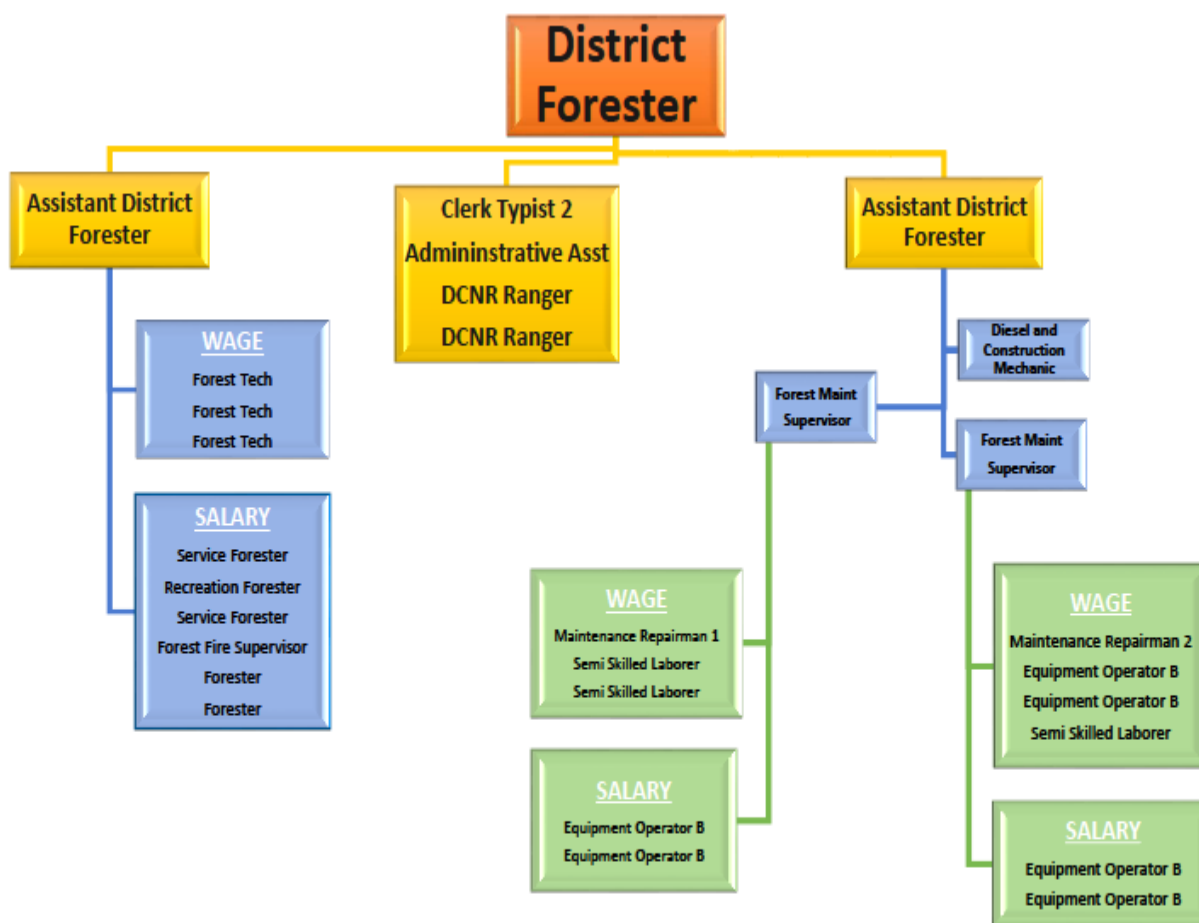 District
Forester
Assistant District
Forester
Clerk Typist 2
Admininstrative Asst
DCNR Ranger
DCNR Ranger
Assistant District
Forester
WAGE
Forest Tech
Forest Tech
Forest Tech
SALARY
Service Forester
Recreation Forester
Service Forester
Forest Fire Supervisor
Forester
Forester
Diesel and
Construction
Mechanic
Forest Maint
Supervisor
Forest Maint
Supervisor
WAGE
Maintenance Repairman 1
Semi Skilled Laborer
Semi Skilled Laborer
SALARY
Equipment Operator B
Equipment Operator B
WAGE
Maintenance Repairman 2
Equipment Operator B
Equipment Operator B
Semi Skilled Laborer
SALARY
Equipment Operator B
Equipment Operator B